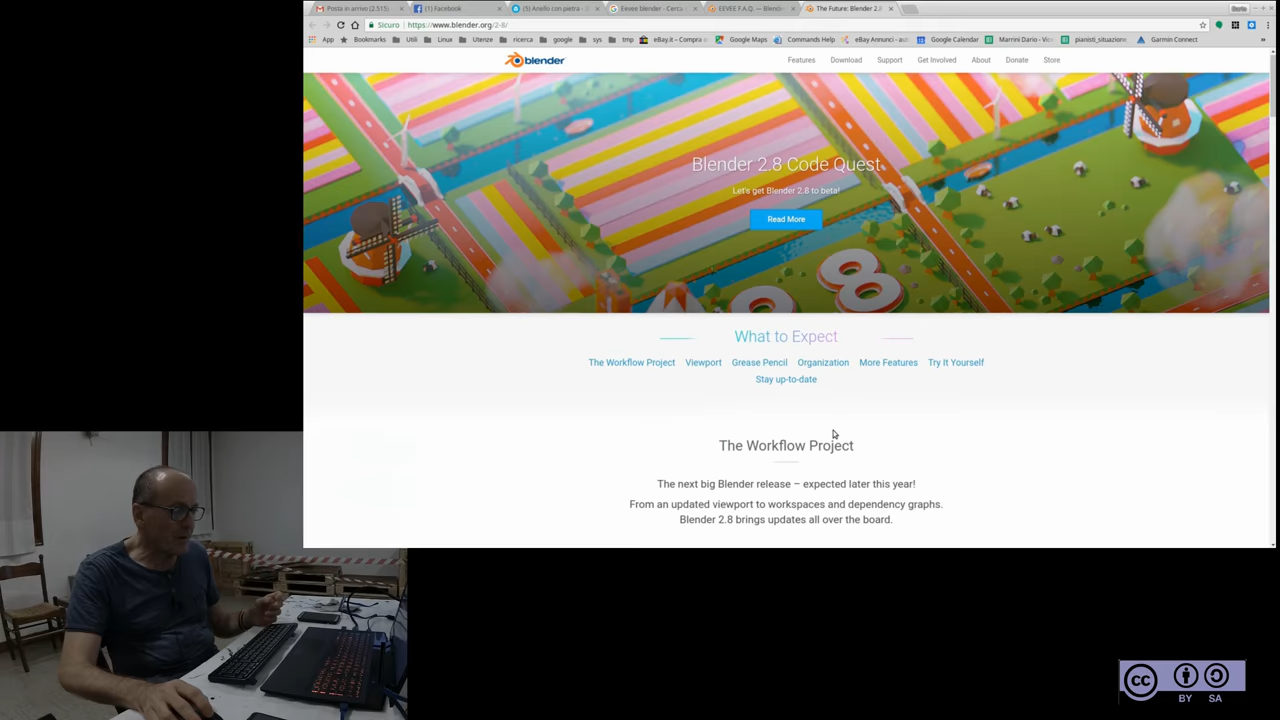 Posta in arrivo (2.515)
(1) Facebook
(5) Anello con pietra -
Eevee blender - Cerca
EEVEE F.A.Q. — Blende
The Future: Blender 2.8
Sicuro
https://www.blender.org/2-8/
App
Bookmarks
Utili
Linux
Utenze
ricerca
google
sys
tmp
eBay.it – Compra
Google Maps
Commands Help
eBay Annunci -
Google Calendar
Marrini Dario -
pianisti_situazione
Garmin Connect
»
blender
Features
Download
Support
Get Involved
About
Donate
Store
Blender 2.8 Code Quest
Let's get Blender 2.8 to beta!
Read More
8
What to Expect
The Workflow Project
Viewport
Grease Pencil
Organization
More Features
Try It Yourself
Stay up-to-date
The Workflow Project
The next big Blender release – expected later this year!
From an updated viewport to workspaces and dependency graphs.
Blender 2.8 brings updates all over the board.
cc
BY SA